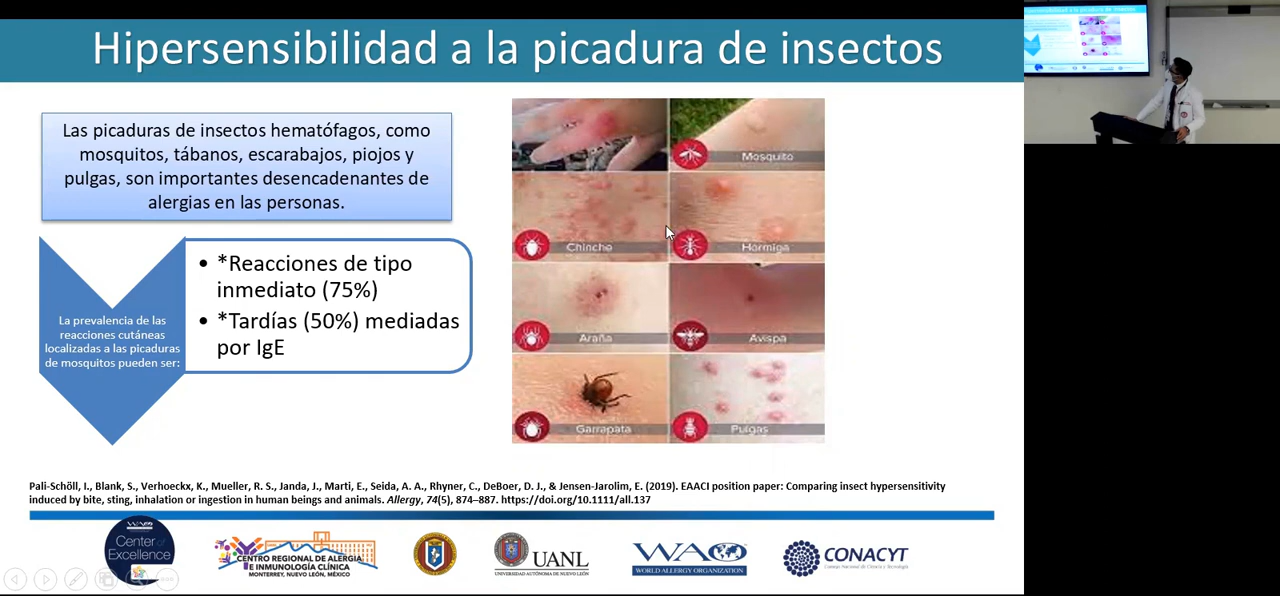 Hipersensibilidad a la picadura de insectos
Las picaduras de insectos hematófagos, como
mosquitos, tábanos, escarabajos, piojos y
pulgas, son importantes desencadenantes de
alergias en las personas.
La prevalencia de las
reacciones cutáneas
localizadas a las picaduras
de mosquitos pueden ser:
• *Reacciones de tipo
inmediato (75%)
• *Tardías (50%) mediadas
por IgE
Mosquito
Chinche
Hormiga
Araña
Avispa
Garrapata
Pulgas
Pali-Schöll, I., Blank, S., Verhoeckx, K., Mueller, R. S., Janda, J., Marti, E., Seida, A. A., Rhyner, C., DeBoer, D. J., & Jensen-Jarolim, E. (2019). EAACI position paper: Comparing insect hypersensitivity
induced by bite, sting, inhalation or ingestion in human beings and animals. Allergy, 74(5), 874–887. https://doi.org/10.1111/all.137
Center of
Excellence
CENTRO REGIONAL DE ALERGIA
E INMUNOLOGÍA CLÍNICA
MONTERREY, NUEVO LEÓN, MÉXICO
UANL
UNIVERSIDAD AUTÓNOMA DE NUEVO LEÓN
WAO
WORLD ALLERGY ORGANIZATION
CONACYT
Consejo Nacional de Ciencia y Tecnología